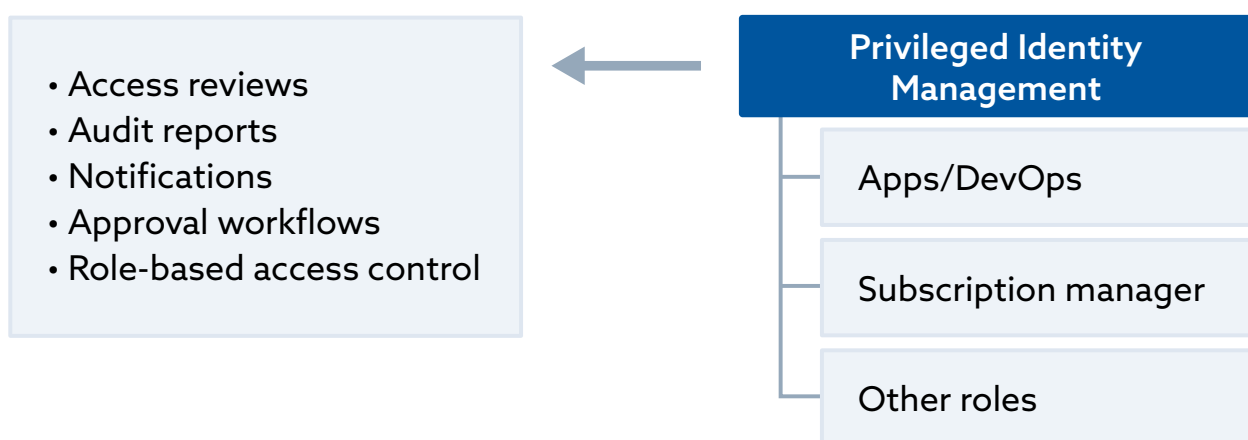 • Access reviews
• Audit reports
• Notifications
• Approval workflows
• Role-based access control
Privileged Identity
Management
Apps/DevOps
Subscription manager
Other roles